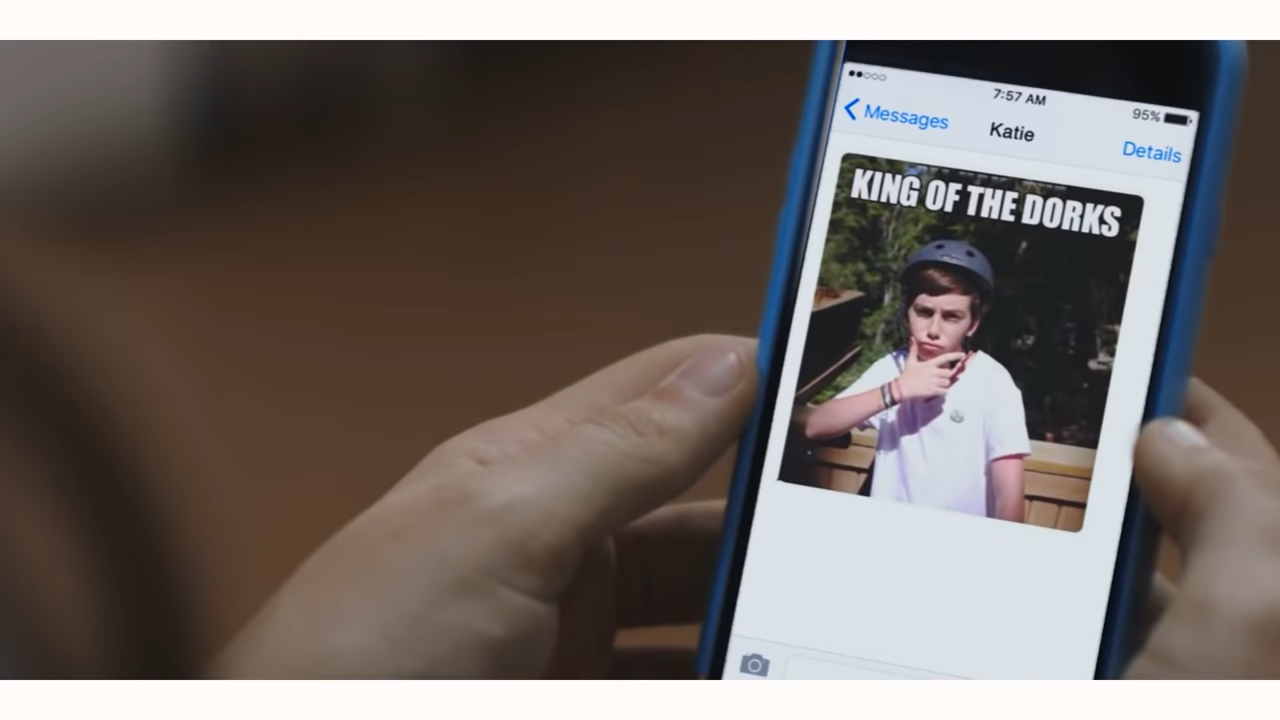 7:57 AM
95%
Messages
Katie
Details
KING OF THE DORKS